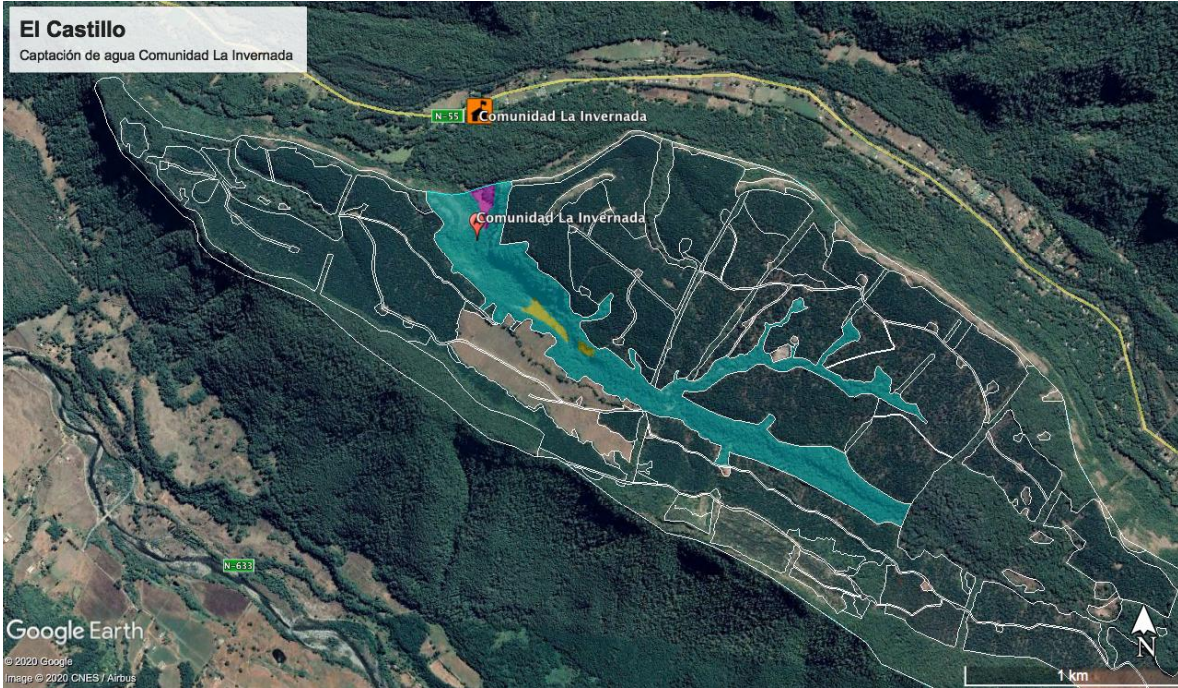 El Castillo
Captación de agua Comunidad La Invernada
N-55
Comunidad La Invernada
Comunidad La Invernada
N-633
Google Earth
© 2020 Google
Image © 2020 CNES / Airbus
N
1 km